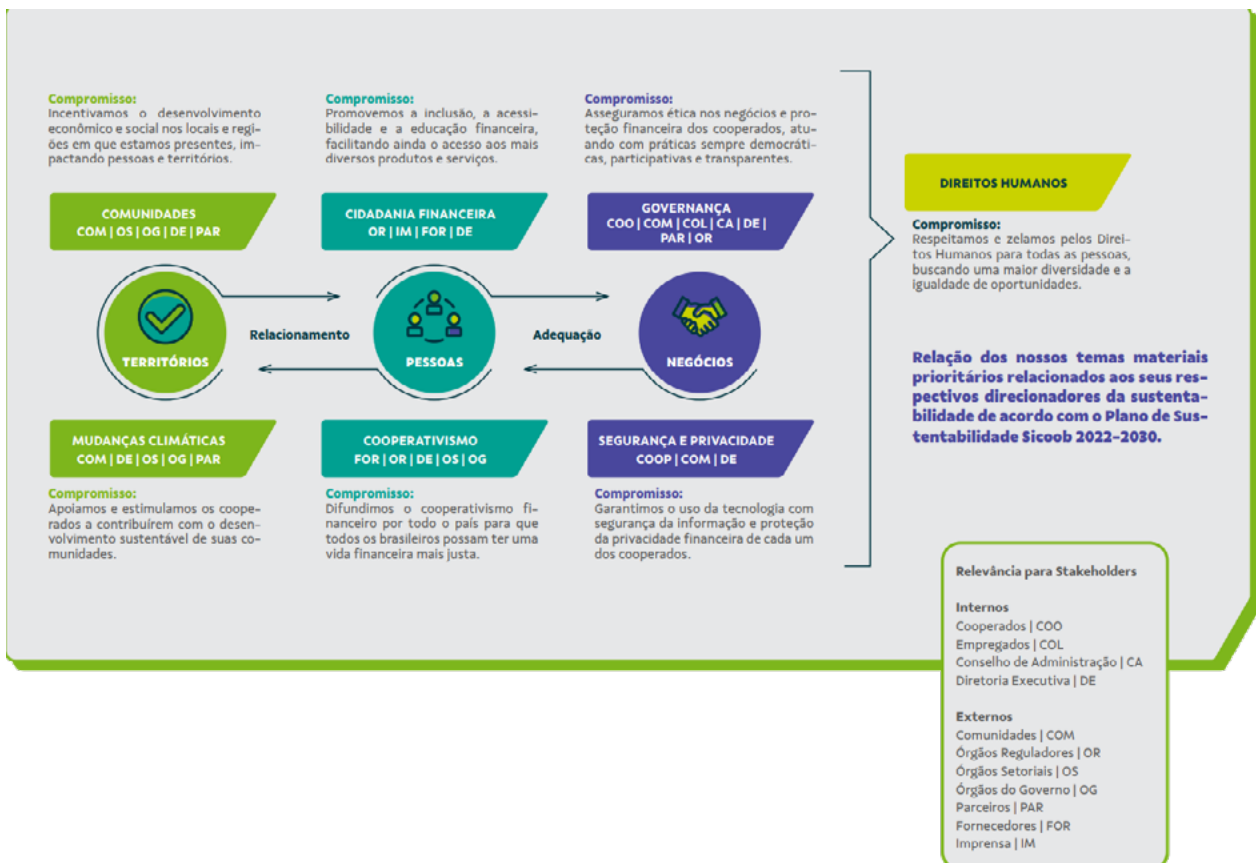 Compromisso:
Incentivamos o desenvolvimento
econômico e social nos locais e regi-
ões em que estamos presentes, im-
pactando pessoas e territórios.
Compromisso:
Promovemos a inclusão, a acessi-
bilidade e a educação financeira,
facilitando ainda o acesso aos mais
diversos produtos e serviços.
Compromisso:
Asseguramos ética nos negócios e pro-
teção financeira dos cooperados, atu-
ando com práticas sempre democráti-
cas, participativas e transparentes.
COMUNIDADES
COM | OS | OG | DE | PAR
CIDADANIA FINANCEIRA
OR | IM | FOR | DE
GOVERNANÇA
COO | COM | COL | CA | DE |
PAR | OR
TERRITÓRIOS
Relacionamento
PESSOAS
Adequação
NEGÓCIOS
MUDANÇAS CLIMÁTICAS
COM | DE | OS | OG | PAR
COOPERATIVISMO
FOR | OR | DE | OS | OG
SEGURANÇA E PRIVACIDADE
COOP | COM | DE
Compromisso:
Apoiamos e estimulamos os coope-
rados a contribuírem com o desen-
volvimento sustentável de suas co-
munidades.
Compromisso:
Difundimos o cooperativismo fi-
nanceiro por todo o país para que
todos os brasileiros possam ter uma
vida financeira mais justa.
Compromisso:
Garantimos o uso da tecnologia com
segurança da informação e proteção
da privacidade financeira de cada um
dos cooperados.
DIREITOS HUMANOS
Compromisso:
Respeitamos e zelamos pelos Direi-
tos Humanos para todas as pessoas,
buscando uma maior diversidade e a
igualdade de oportunidades.
Relação dos nossos temas materiais
prioritários relacionados aos seus res-
pectivos direcionadores da sustenta-
bilidade de acordo com o Plano de Sus-
tentabilidade Sicoob 2022-2030.
Relevância para Stakeholders
Internos
Cooperados | COO
Empregados | COL
Conselho de Administração | CA
Diretoria Executiva | DE
Externos
Comunidades | COM
Órgãos Reguladores | OR
Órgãos Setoriais | OS
Órgãos do Governo | OG
Parceiros | PAR
Fornecedores | FOR
Imprensa | IM